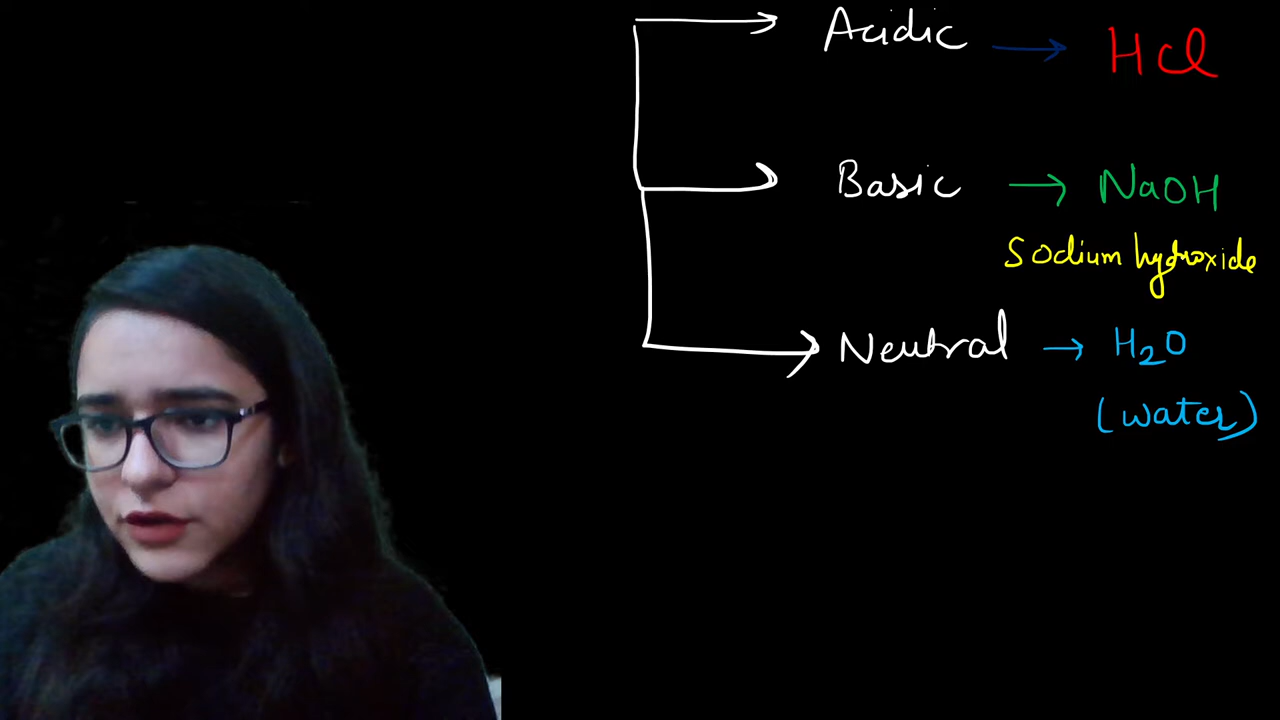 Acidic → HCl
Basic → NaOH
Sodium hydroxide
Neutral → H2O
(water)